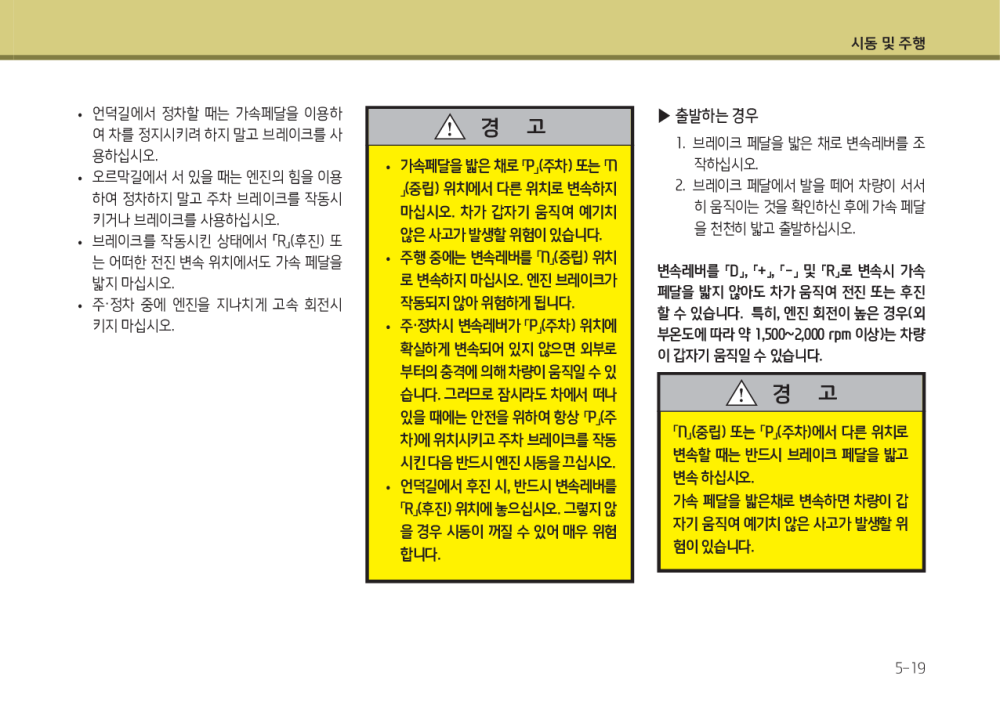 시동 및 주행
• 언덕길에서 정차할 때는 가속페달을 이용하
여 차를 정지시키려 하지 말고 브레이크를 사
용하십시오.
• 오르막길에서 서 있을 때는 엔진의 힘을 이용
하여 정차하지 말고 주차 브레이크를 작동시
키거나 브레이크를 사용하십시오.
• 브레이크를 작동시킨 상태에서 「R」(후진) 또
는 어떠한 전진 변속 위치에서도 가속 페달을
밟지 마십시오.
• 주·정차 중에 엔진을 지나치게 고속 회전시
키지 마십시오.
경 고
• 가속페달을 밟은 채로 「P」(주차) 또는 「N
」(중립) 위치에서 다른 위치로 변속하지
마십시오. 차가 갑자기 움직여 예기치
않은 사고가 발생할 위험이 있습니다.
• 주행 중에는 변속레버를 「N」(중립) 위치
로 변속하지 마십시오. 엔진 브레이크가
작동되지 않아 위험하게 됩니다.
• 주·정차시 변속레버가 「P」(주차) 위치에
확실하게 변속되어 있지 않으면 외부로
부터의 충격에 의해 차량이 움직일 수 있
습니다. 그러므로 잠시라도 차에서 떠나
있을 때에는 안전을 위하여 항상 「P」(주
차)에 위치시키고 주차 브레이크를 작동
시킨 다음 반드시 엔진 시동을 끄십시오.
• 언덕길에서 후진 시, 반드시 변속레버를
「R」(후진) 위치에 놓으십시오. 그렇지 않
을 경우 시동이 꺼질 수 있어 매우 위험
합니다.
▶ 출발하는 경우
1. 브레이크 페달을 밟은 채로 변속레버를 조
작하십시오.
2. 브레이크 페달에서 발을 떼어 차량이 서서
히 움직이는 것을 확인하신 후에 가속 페달
을 천천히 밟고 출발하십시오.
변속레버를 「D」, 「+」, 「-」 및 「R」로 변속시 가속
페달을 밟지 않아도 차가 움직여 전진 또는 후진
할 수 있습니다. 특히, 엔진 회전이 높은 경우(외
부온도에 따라 약 1,500~2,000 rpm 이상)는 차량
이 갑자기 움직일 수 있습니다.
경 고
「N」(중립) 또는 「P」(주차)에서 다른 위치로
변속할 때는 반드시 브레이크 페달을 밟고
변속 하십시오.
가속 페달을 밟은채로 변속하면 차량이 갑
자기 움직여 예기치 않은 사고가 발생할 위
험이 있습니다.
5-19